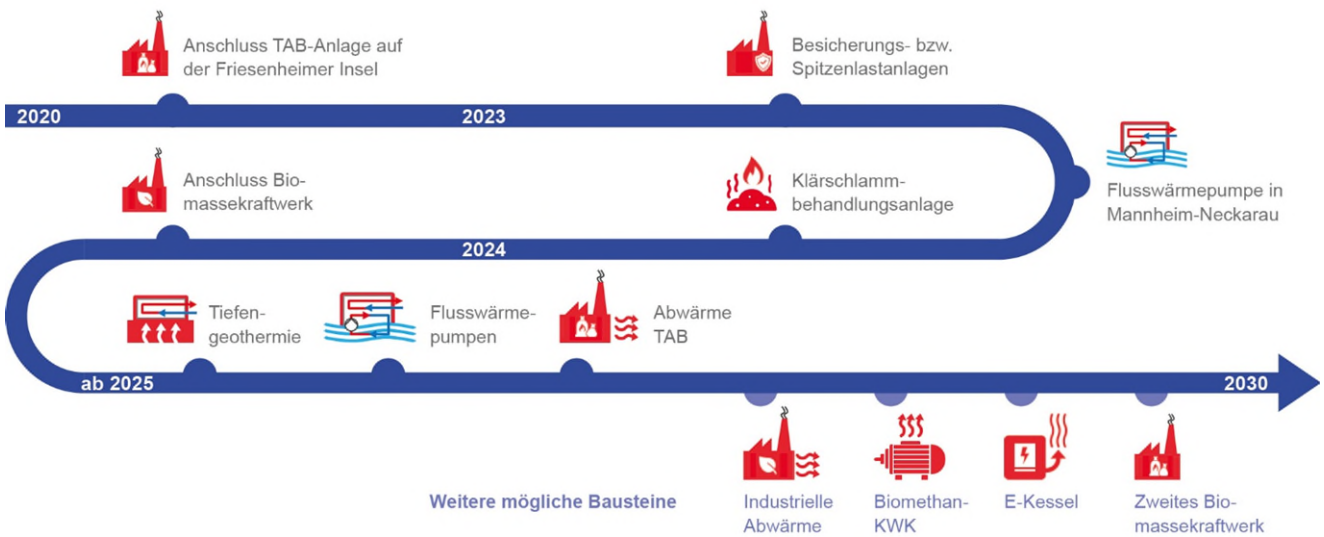 Anschluss TAB-Anlage auf
der Friesenheimer Insel
Besicherungs- bzw.
Spitzenlastanlagen
2020
2023
Flusswärmepumpe in
Mannheim-Neckarau
Anschluss Bio-
massekraftwerk
Klärschlamm-
behandlungsanlage
2024
Tiefen-
geothermie
Flusswärme-
pumpen
Abwärme
TAB
ab 2025
2030
Weitere mögliche Bausteine
Industrielle
Abwärme
Biomethan-
KWK
E-Kessel
Zweites Bio-
massekraftwerk